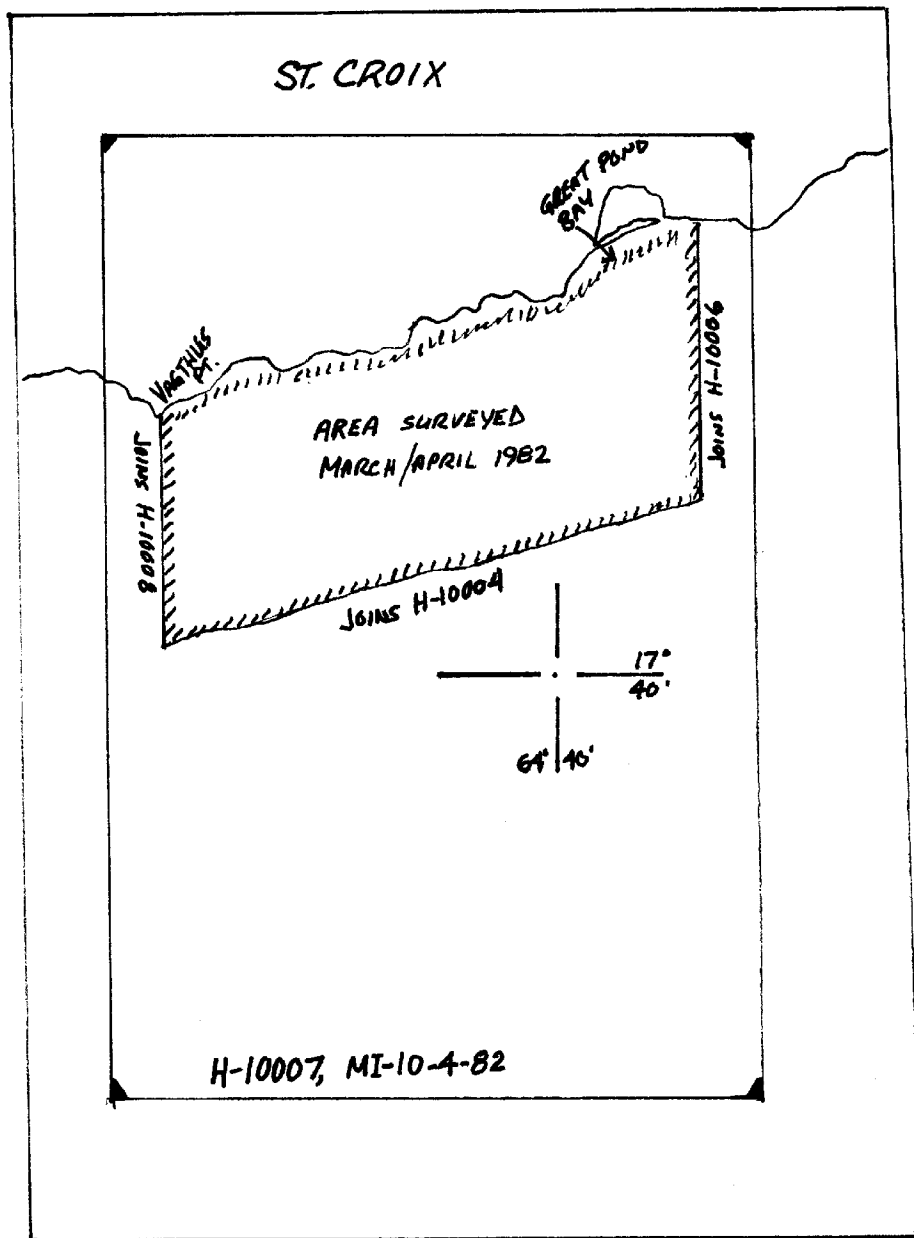 ST. CROIX
GREAT POND
BAY
VAGTHUS
PT.
JOINS H-10006
AREA SURVEYED
MARCH/APRIL 1982
JOINS H-10008
JOINS H-10004
17°
40'
64° 40'
H-10007, MI-10-4-82